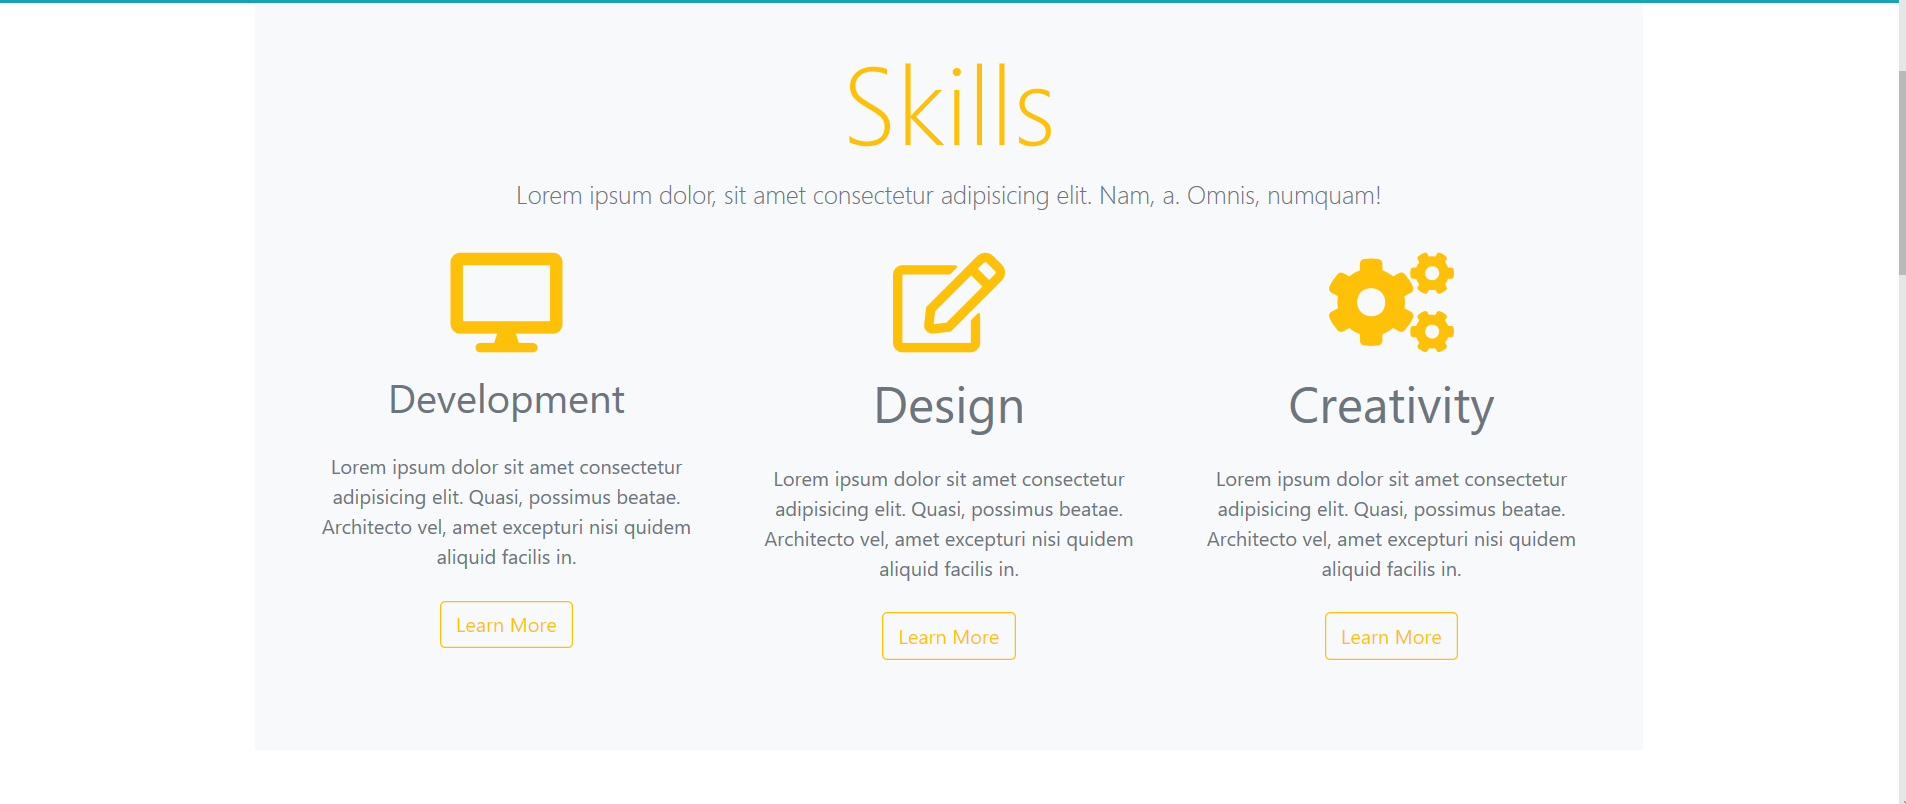 Skills
Lorem ipsum dolor, sit amet consectetur adipisicing elit. Nam, a. Omnis, numquam!
Development
Lorem ipsum dolor sit amet consectetur
adipisicing elit. Quasi, possimus beatae.
Architecto vel, amet excepturi nisi quidem
aliquid facilis in.
Learn More
Design
Lorem ipsum dolor sit amet consectetur
adipisicing elit. Quasi, possimus beatae.
Architecto vel, amet excepturi nisi quidem
aliquid facilis in.
Learn More
Creativity
Lorem ipsum dolor sit amet consectetur
adipisicing elit. Quasi, possimus beatae.
Architecto vel, amet excepturi nisi quidem
aliquid facilis in.
Learn More